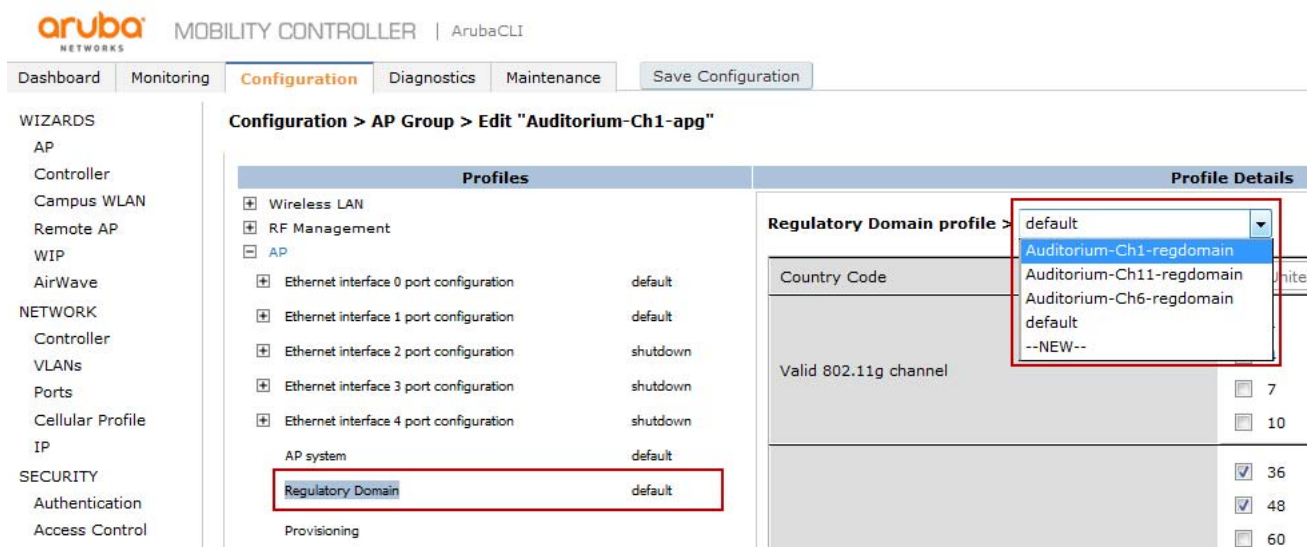 aruba
NETWORKS
MOBILITY CONTROLLER | ArubaCLI
Dashboard Monitoring Configuration Diagnostics Maintenance Save Configuration
WIZARDS
AP
Controller
Campus WLAN
Remote AP
WIP
AirWave
NETWORK
Controller
VLANs
Ports
Cellular Profile
IP
SECURITY
Authentication
Access Control
Configuration > AP Group > Edit "Auditorium-Ch1-apg"
Profiles
Wireless LAN
RF Management
AP
Ethernet interface 0 port configuration default
Ethernet interface 1 port configuration default
Ethernet interface 2 port configuration shutdown
Ethernet interface 3 port configuration shutdown
Ethernet interface 4 port configuration shutdown
AP system default
Regulatory Domain default
Provisioning
Profile Details
Regulatory Domain profile > default
Auditorium-Ch1-regdomain
Auditorium-Ch11-regdomain
Auditorium-Ch6-regdomain
default
--NEW--
Country Code
Valid 802.11g channel
7
10
36
48
60